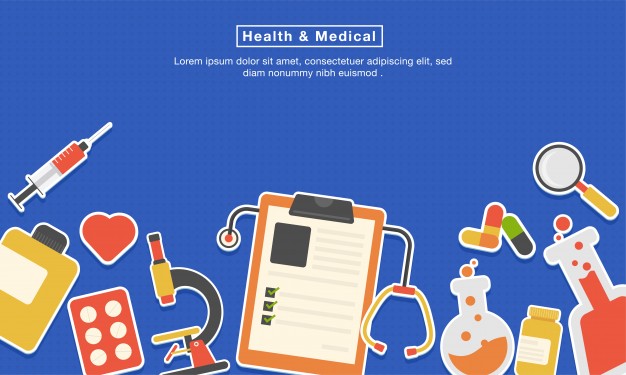 Health & Medical
Lorem ipsum dolor sit amet, consectetuer adipiscing elit, sed
diam nonummy nibh euismod .